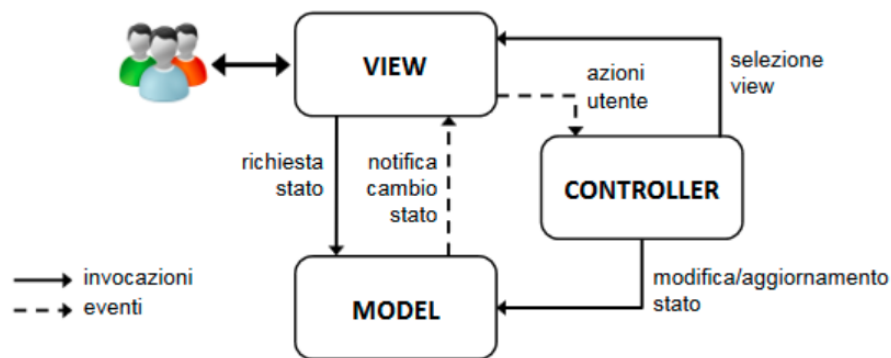 VIEW
selezione
view
azioni
utente
richiesta
stato
notifica
cambio
stato
CONTROLLER
invocazioni
eventi
MODEL
modifica/aggiornamento
stato